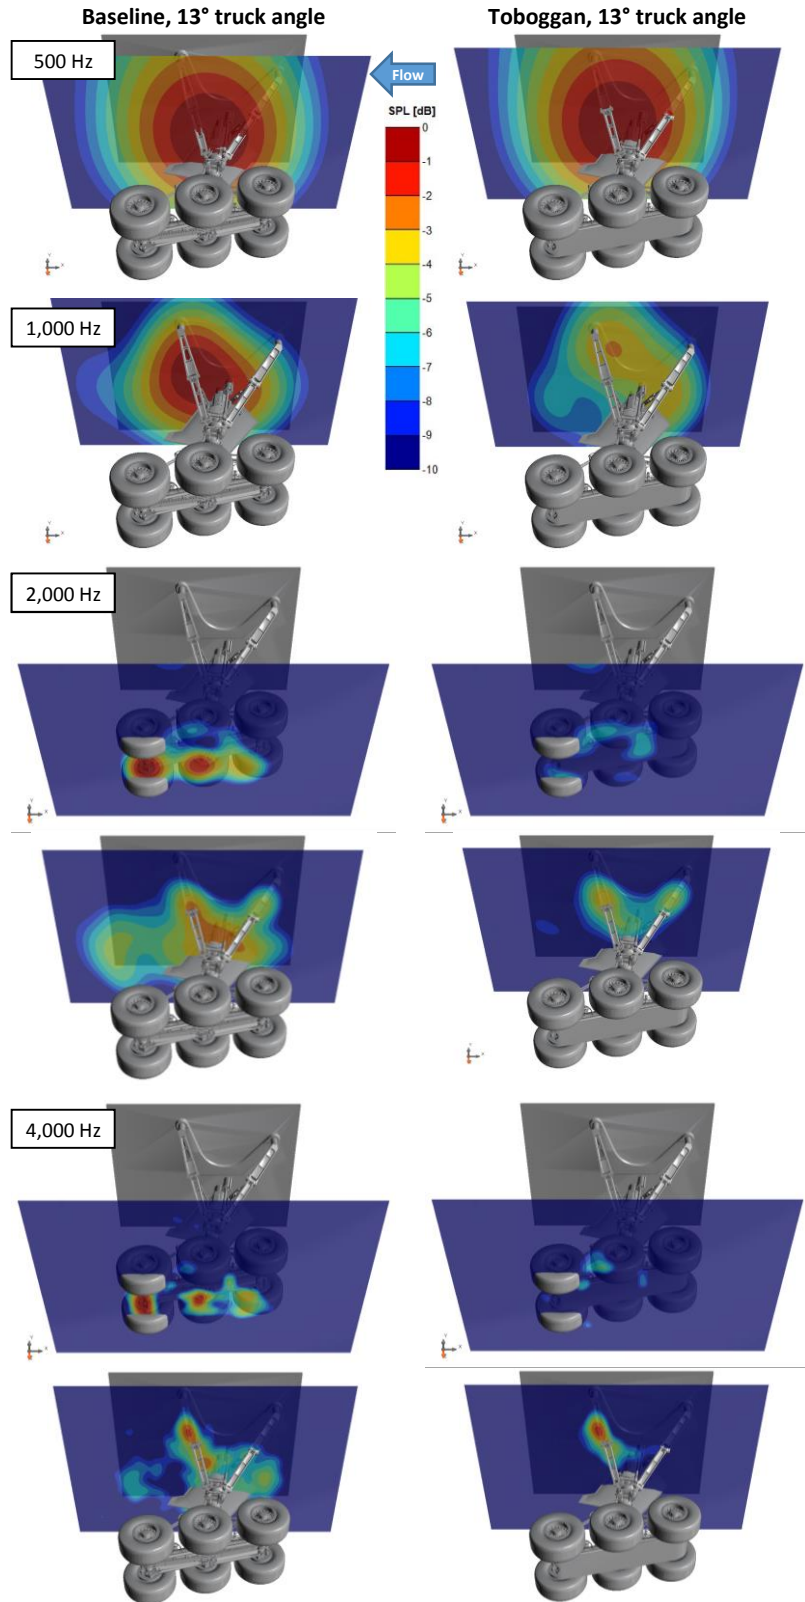 Baseline, 13° truck angle
Toboggan, 13° truck angle
500 Hz
Flow
SPL [dB]
0
-1
-2
-3
-4
-5
-6
-7
-8
-9
-10
1,000 Hz
2,000 Hz
4,000 Hz